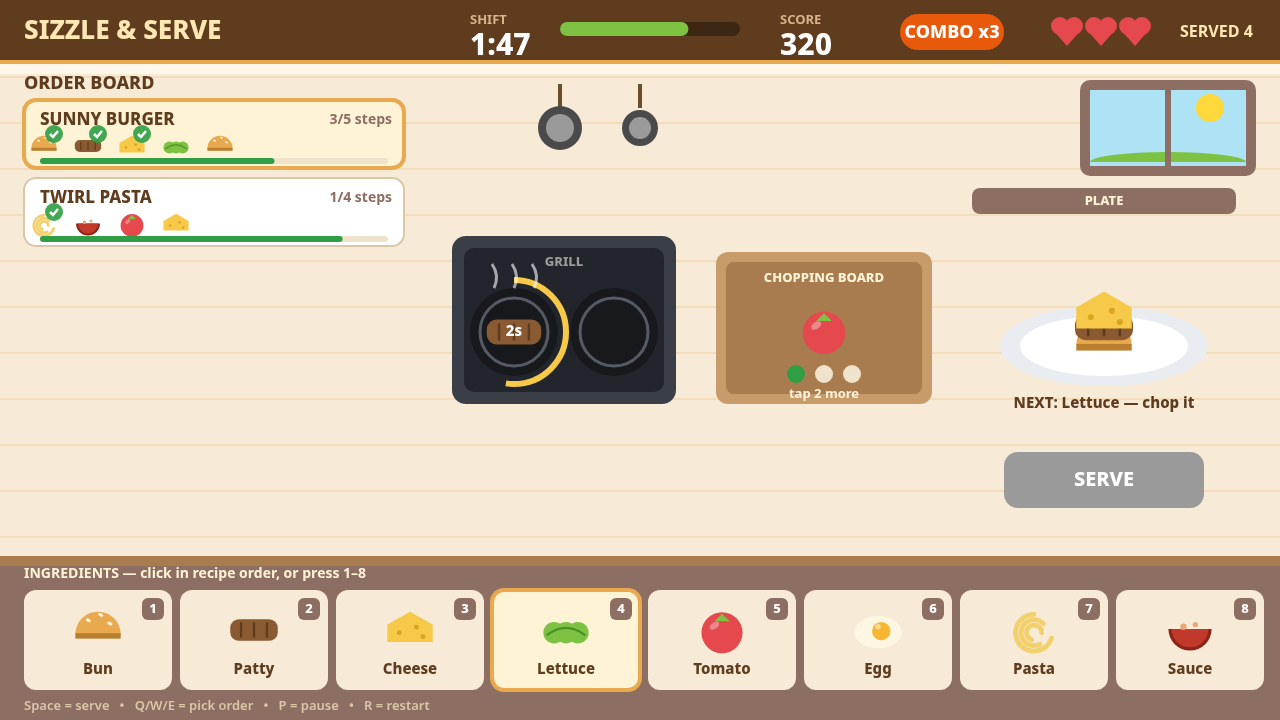 SIZZLE & SERVE
SHIFT
1:47
SCORE
320
COMBO x3
SERVED 4
ORDER BOARD
SUNNY BURGER
3/5 steps
TWIRL PASTA
1/4 steps
PLATE
GRILL
2s
CHOPPING BOARD
tap 2 more
NEXT: Lettuce — chop it
SERVE
INGREDIENTS — click in recipe order, or press 1–8
1
Bun
2
Patty
3
Cheese
4
Lettuce
5
Tomato
6
Egg
7
Pasta
8
Sauce
Space = serve • Q/W/E = pick order • P = pause • R = restart